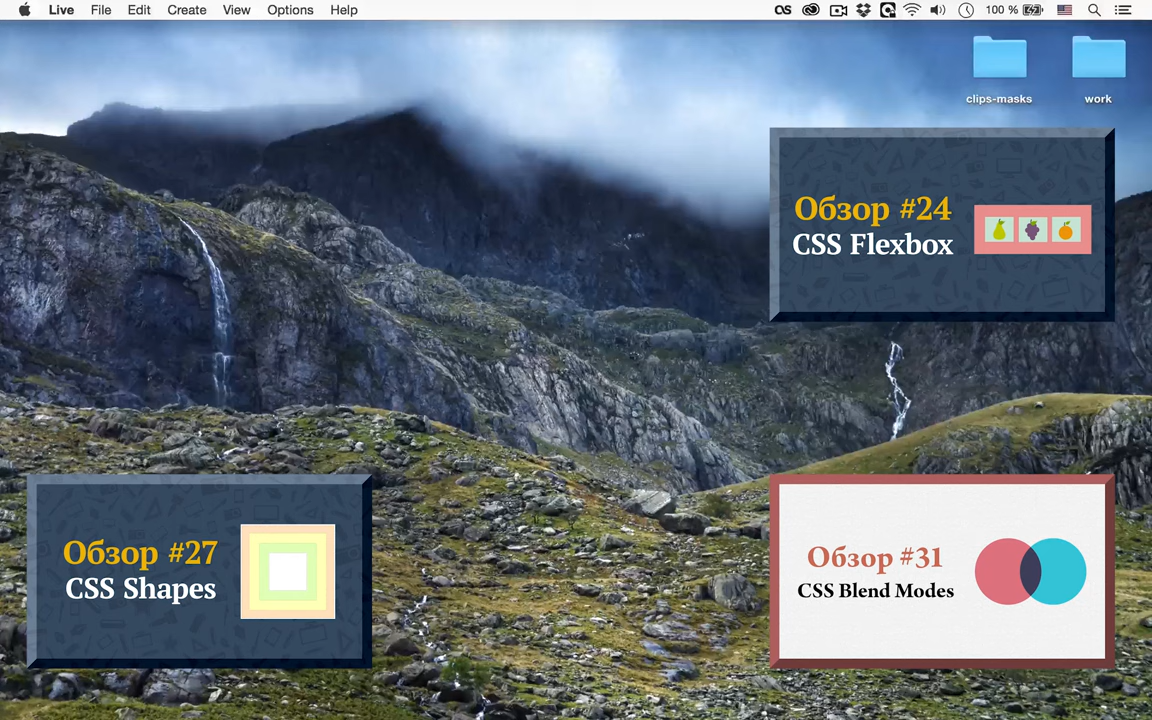 Live File Edit Create View Options Help 100 %
clips-masks work
Обзор #24
CSS Flexbox
Обзор #27
CSS Shapes
Обзор #31
CSS Blend Modes